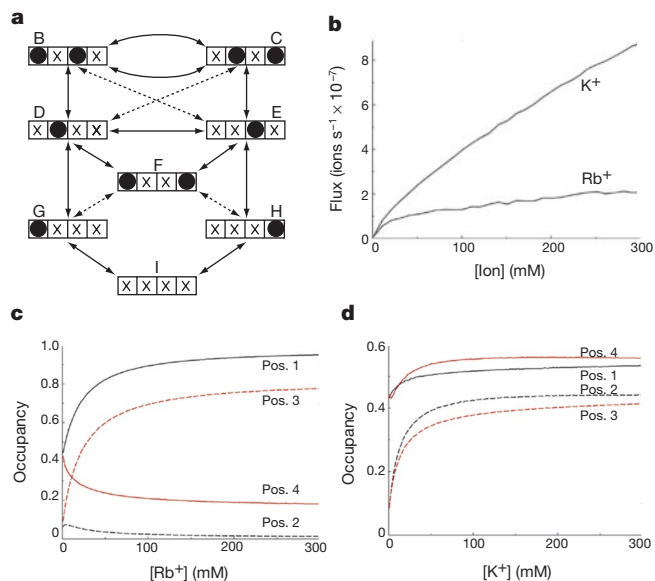 a
B
C
X
X
X
X
D
E
X
X
X
X
X
X
F
X
X
G
H
X
X
X
X
X
X
I
X
X
X
X
b
Flux (ions s⁻¹ × 10⁻⁷)
8
6
4
2
0
K⁺
Rb⁺
0
100
200
300
[Ion] (mM)
c
Occupancy
1.0
0.8
0.6
0.4
0.2
0
Pos. 1
Pos. 3
Pos. 4
Pos. 2
0
100
200
300
[Rb⁺] (mM)
d
Occupancy
0.6
0.4
0.2
0
Pos. 4
Pos. 1
Pos. 2
Pos. 3
0
100
200
300
[K⁺] (mM)